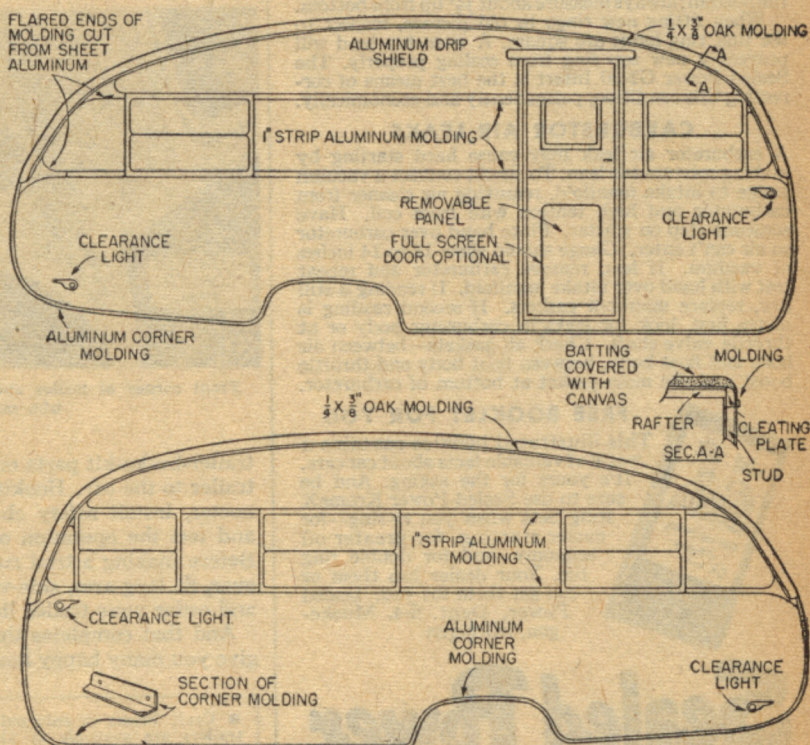 FLARED ENDS OF
MOLDING CUT
FROM SHEET
ALUMINUM
ALUMINUM DRIP
SHIELD
1/4 X 3/8" OAK MOLDING
A
A
1" STRIP ALUMINUM MOLDING
REMOVABLE
PANEL
FULL SCREEN
DOOR OPTIONAL
CLEARANCE
LIGHT
CLEARANCE
LIGHT
ALUMINUM CORNER
MOLDING
BATTING
COVERED
WITH
CANVAS
MOLDING
RAFTER
CLEATING
PLATE
SEC. A-A
STUD
1/4 X 3/8" OAK MOLDING
1" STRIP ALUMINUM
MOLDING
CLEARANCE LIGHT
ALUMINUM
CORNER
MOLDING
SECTION OF
CORNER MOLDING
CLEARANCE
LIGHT